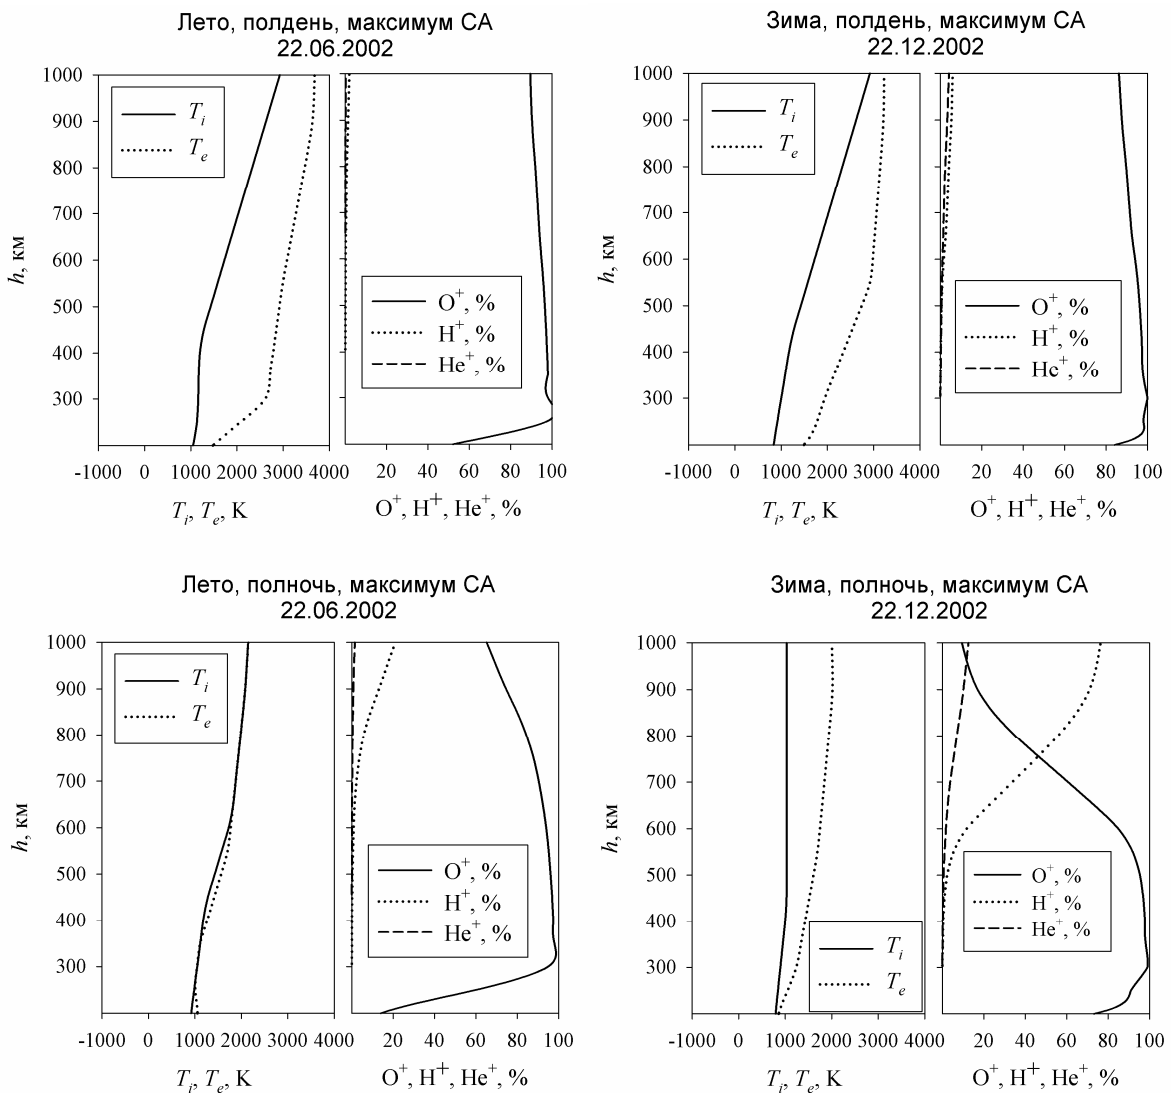 Лето, полдень, максимум СА
22.06.2002
1000
900
800
700
600
500
400
300
h, км
T_i
T_e
O⁺, %
H⁺, %
He⁺, %
-1000 0 1000 2000 3000 4000
20 40 60 80 100
T_i, T_e, K
O⁺, H⁺, He⁺, %
Зима, полдень, максимум СА
22.12.2002
1000
900
800
700
600
500
400
300
h, км
T_i
T_e
O⁺, %
H⁺, %
He⁺, %
-1000 0 1000 2000 3000 4000
20 40 60 80 100
T_i, T_e, K
O⁺, H⁺, He⁺, %
Лето, полночь, максимум СА
22.06.2002
1000
900
800
700
600
500
400
300
h, км
T_i
T_e
O⁺, %
H⁺, %
He⁺, %
-1000 0 1000 2000 3000 4000
20 40 60 80 100
T_i, T_e, K
O⁺, H⁺, He⁺, %
Зима, полночь, максимум СА
22.12.2002
1000
900
800
700
600
500
400
300
h, км
O⁺, %
H⁺, %
He⁺, %
T_i
T_e
-1000 0 1000 2000 3000 4000
20 40 60 80 100
T_i, T_e, K
O⁺, H⁺, He⁺, %